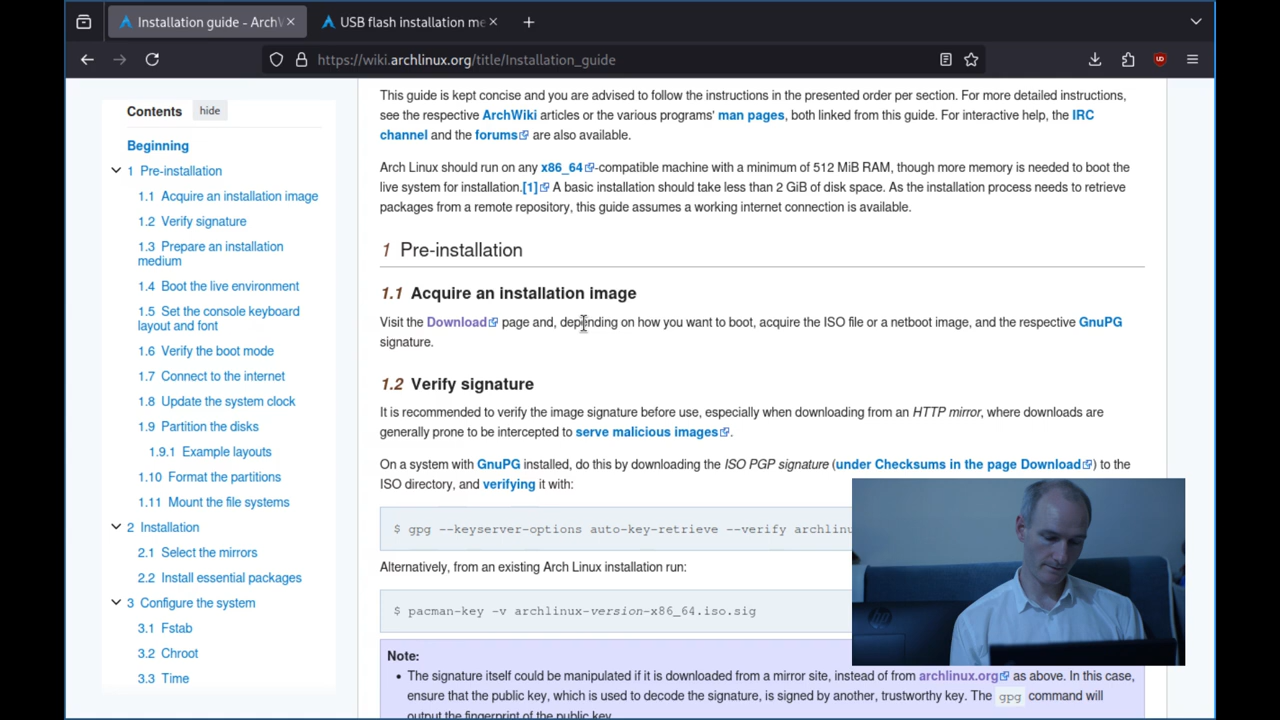 Installation guide - ArchW
USB flash installation me
https://wiki.archlinux.org/title/Installation_guide
Contents
hide
Beginning
1 Pre-installation
1.1 Acquire an installation image
1.2 Verify signature
1.3 Prepare an installation
medium
1.4 Boot the live environment
1.5 Set the console keyboard
layout and font
1.6 Verify the boot mode
1.7 Connect to the internet
1.8 Update the system clock
1.9 Partition the disks
1.9.1 Example layouts
1.10 Format the partitions
1.11 Mount the file systems
2 Installation
2.1 Select the mirrors
2.2 Install essential packages
3 Configure the system
3.1 Fstab
3.2 Chroot
3.3 Time
This guide is kept concise and you are advised to follow the instructions in the presented order per section. For more detailed instructions,
see the respective ArchWiki articles or the various programs' man pages, both linked from this guide. For interactive help, the IRC
channel and the forums are also available.
Arch Linux should run on any x86_64-compatible machine with a minimum of 512 MiB RAM, though more memory is needed to boot the
live system for installation.[1] A basic installation should take less than 2 GiB of disk space. As the installation process needs to retrieve
packages from a remote repository, this guide assumes a working internet connection is available.
1 Pre-installation
1.1 Acquire an installation image
Visit the Download page and, depending on how you want to boot, acquire the ISO file or a netboot image, and the respective GnuPG
signature.
1.2 Verify signature
It is recommended to verify the image signature before use, especially when downloading from an HTTP mirror, where downloads are
generally prone to be intercepted to serve malicious images.
On a system with GnuPG installed, do this by downloading the ISO PGP signature (under Checksums in the page Download) to the
ISO directory, and verifying it with:
$ gpg --keyserver-options auto-key-retrieve --verify archlinu
Alternatively, from an existing Arch Linux installation run:
$ pacman-key -v archlinux-version-x86_64.iso.sig
Note:
• The signature itself could be manipulated if it is downloaded from a mirror site, instead of from archlinux.org as above. In this case,
ensure that the public key, which is used to decode the signature, is signed by another, trustworthy key. The gpg command will
output the fingerprint of the public key.